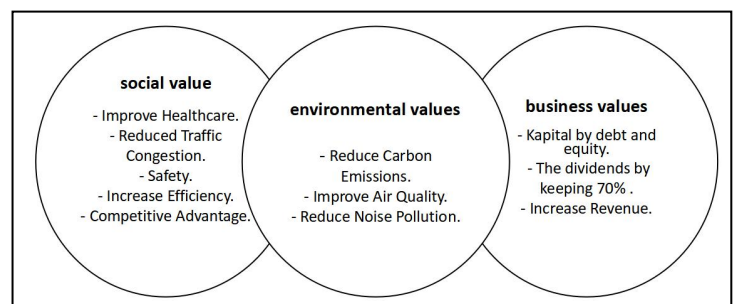 social value
- Improve Healthcare.
- Reduced Traffic
Congestion.
- Safety.
- Increase Efficiency.
- Competitive Advantage.
environmental values
- Reduce Carbon
Emissions.
- Improve Air Quality.
- Reduce Noise Pollution.
business values
- Kapital by debt and
equity.
- The dividends by
keeping 70% .
- Increase Revenue.